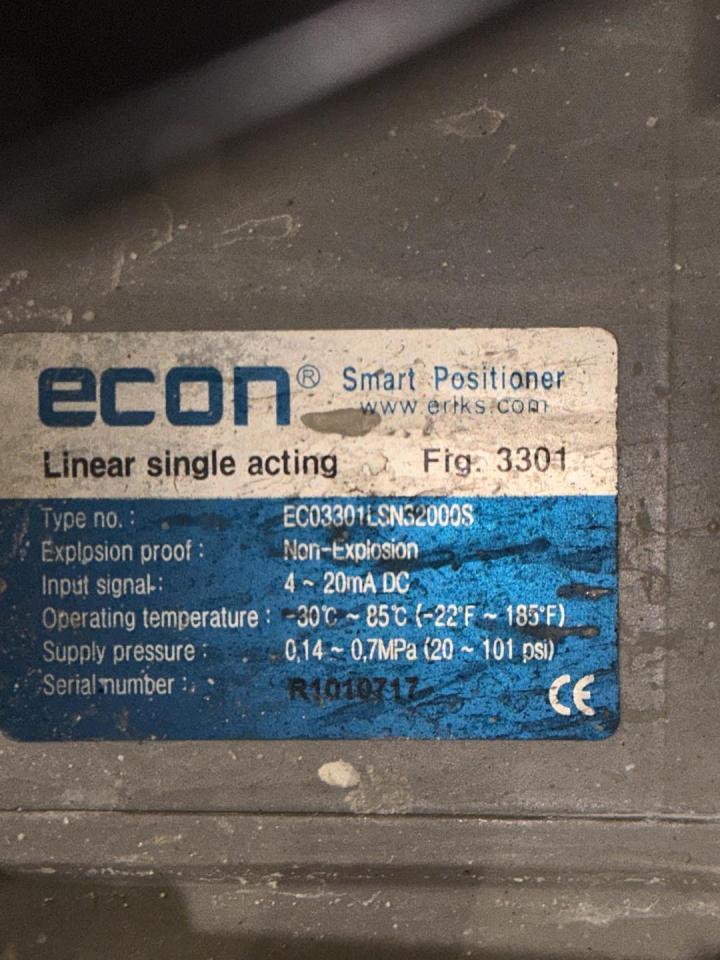 econ® Smart Positioner
www.eriks.com
Linear single acting Fig. 3301
Type no. : EC03301LSN32000S
Explosion proof : Non-Explosion
Input signal : 4 ~ 20mA DC
Operating temperature : -30°C ~ 85°C (-22°F ~ 185°F)
Supply pressure : 0,14 ~ 0,7MPa (20 ~ 101 psi)
Serial number : R1010717
CE